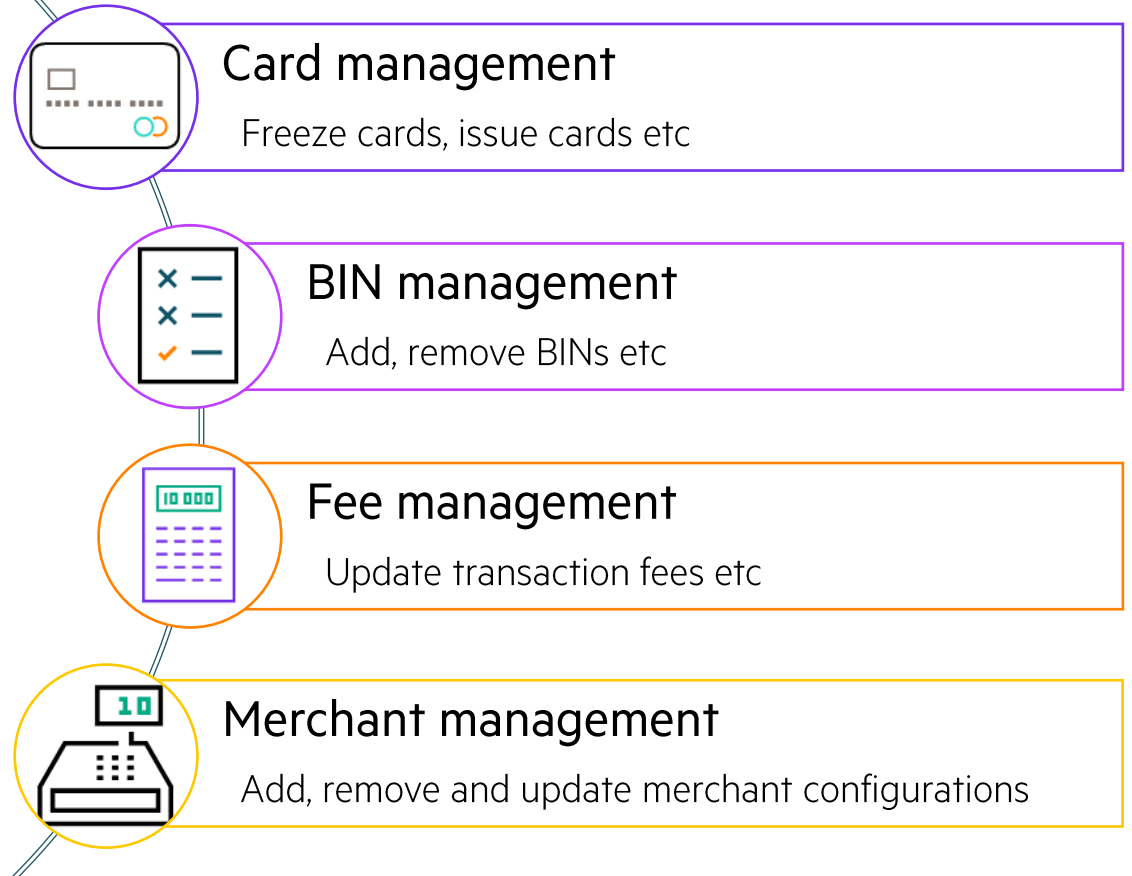 Card management
Freeze cards, issue cards etc
BIN management
Add, remove BINs etc
10 000
Fee management
Update transaction fees etc
10
Merchant management
Add, remove and update merchant configurations